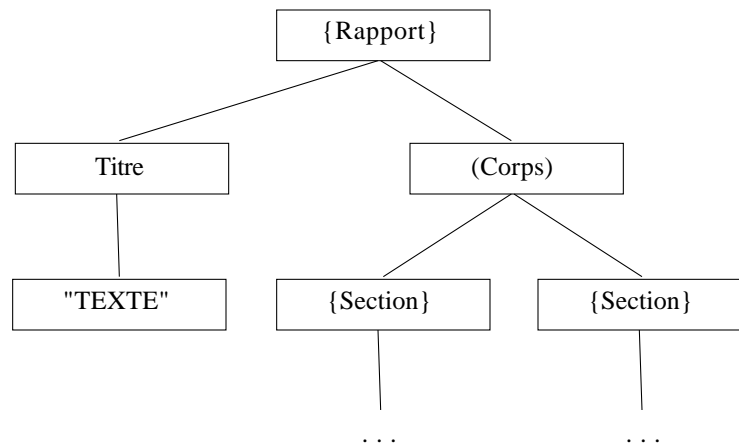 {Rapport}
Titre
(Corps)
"TEXTE"
{Section}
{Section}
. . .
. . .